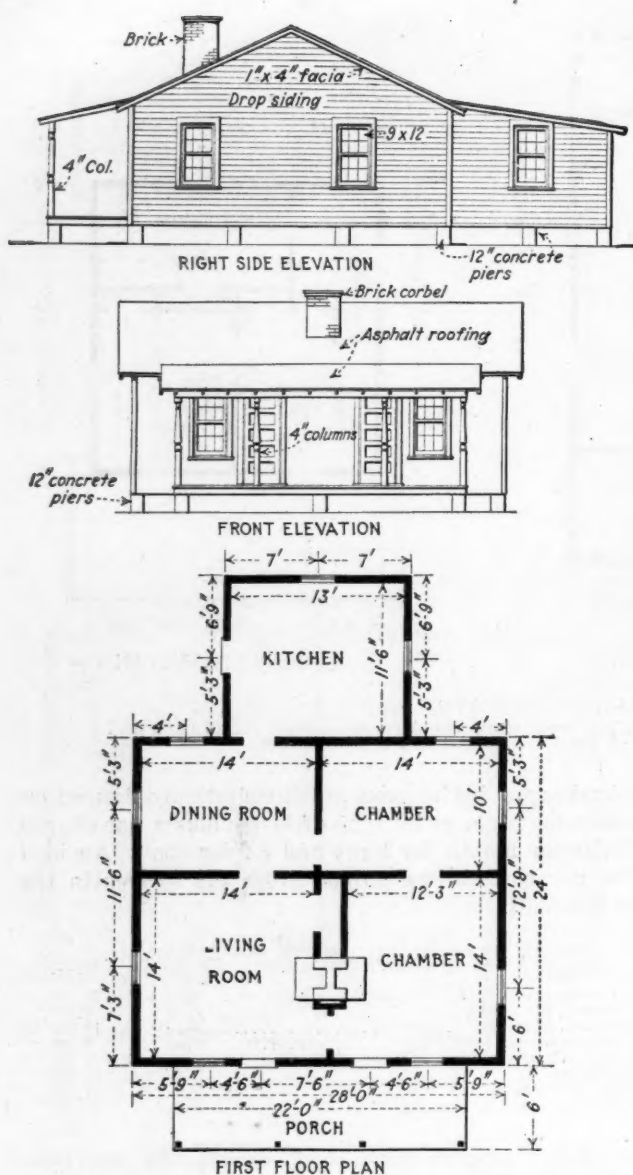 Brick
1"x 4" facia
Drop siding
9 x 12
4" Col.
RIGHT SIDE ELEVATION
12" concrete
piers
Brick corbel
Asphalt roofing
4" columns
12" concrete
piers
FRONT ELEVATION
7' 7'
13'
6'-9" 6'-9"
KITCHEN
11'-6"
5'-3" 5'-3"
4' 4'
5'-3" 14' 14' 5'-3"
DINING ROOM CHAMBER
10'
11'-6" 12'-9" 24'
14' 12'-3"
LIVING
ROOM
CHAMBER
14' 14'
7'-3" 6'
5'-9" 4'-6" 7'-6" 4'-6" 5'-9"
28'-0"
22'-0"
6'
PORCH
FIRST FLOOR PLAN